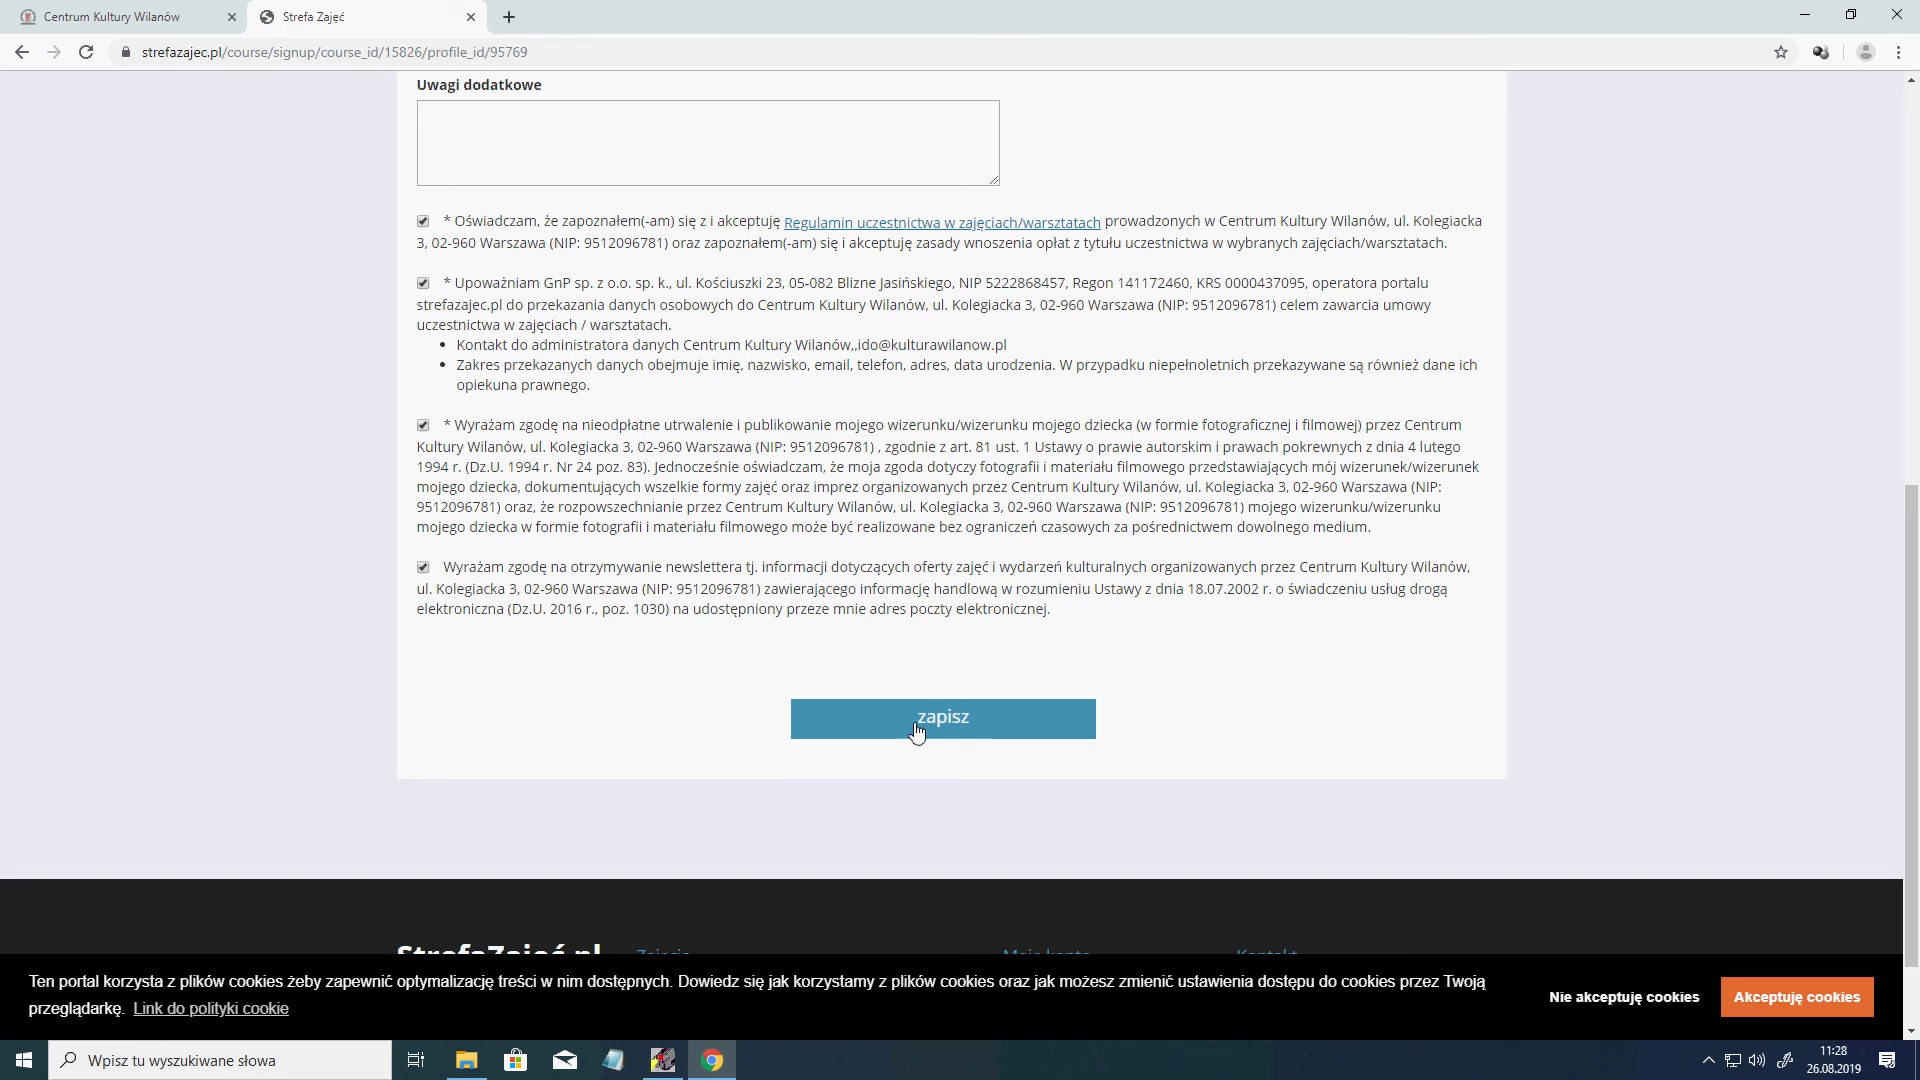 Centrum Kultury Wilanów
Strefa Zajęć
strefazajec.pl/course/signup/course_id/15826/profile_id/95769
Uwagi dodatkowe
* Oświadczam, że zapoznałem(-am) się z i akceptuję Regulamin uczestnictwa w zajęciach/warsztatach prowadzonych w Centrum Kultury Wilanów, ul. Kolegiacka
3, 02-960 Warszawa (NIP: 9512096781) oraz zapoznałem(-am) się i akceptuję zasady wnoszenia opłat z tytułu uczestnictwa w wybranych zajęciach/warsztatach.
* Upoważniam GnP sp. z o.o. sp. k., ul. Kościuszki 23, 05-082 Blizne Jasińskiego, NIP 5222868457, Regon 141172460, KRS 0000437095, operatora portalu
strefazajec.pl do przekazania danych osobowych do Centrum Kultury Wilanów, ul. Kolegiacka 3, 02-960 Warszawa (NIP: 9512096781) celem zawarcia umowy
uczestnictwa w zajęciach / warsztatach.
• Kontakt do administratora danych Centrum Kultury Wilanów,,ido@kulturawilanow.pl
• Zakres przekazanych danych obejmuje imię, nazwisko, email, telefon, adres, data urodzenia. W przypadku niepełnoletnich przekazywane są również dane ich
opiekuna prawnego.
* Wyrażam zgodę na nieodpłatne utrwalenie i publikowanie mojego wizerunku/wizerunku mojego dziecka (w formie fotograficznej i filmowej) przez Centrum
Kultury Wilanów, ul. Kolegiacka 3, 02-960 Warszawa (NIP: 9512096781) , zgodnie z art. 81 ust. 1 Ustawy o prawie autorskim i prawach pokrewnych z dnia 4 lutego
1994 r. (Dz.U. 1994 r. Nr 24 poz. 83). Jednocześnie oświadczam, że moja zgoda dotyczy fotografii i materiału filmowego przedstawiających mój wizerunek/wizerunek
mojego dziecka, dokumentujących wszelkie formy zajęć oraz imprez organizowanych przez Centrum Kultury Wilanów, ul. Kolegiacka 3, 02-960 Warszawa (NIP:
9512096781) oraz, że rozpowszechnianie przez Centrum Kultury Wilanów, ul. Kolegiacka 3, 02-960 Warszawa (NIP: 9512096781) mojego wizerunku/wizerunku
mojego dziecka w formie fotografii i materiału filmowego może być realizowane bez ograniczeń czasowych za pośrednictwem dowolnego medium.
Wyrażam zgodę na otrzymywanie newslettera tj. informacji dotyczących oferty zajęć i wydarzeń kulturalnych organizowanych przez Centrum Kultury Wilanów,
ul. Kolegiacka 3, 02-960 Warszawa (NIP: 9512096781) zawierającego informację handlową w rozumieniu Ustawy z dnia 18.07.2002 r. o świadczeniu usług drogą
elektroniczna (Dz.U. 2016 r., poz. 1030) na udostępniony przeze mnie adres poczty elektronicznej.
zapisz
StrefaZajęć.pl
Zajęcia
Moje konto
Kontakt
Ten portal korzysta z plików cookies żeby zapewnić optymalizację treści w nim dostępnych. Dowiedz się jak korzystamy z plików cookies oraz jak możesz zmienić ustawienia dostępu do cookies przez Twoją
przeglądarkę. Link do polityki cookie
Nie akceptuję cookies
Akceptuję cookies
Wpisz tu wyszukiwane słowa
11:28
26.08.2019